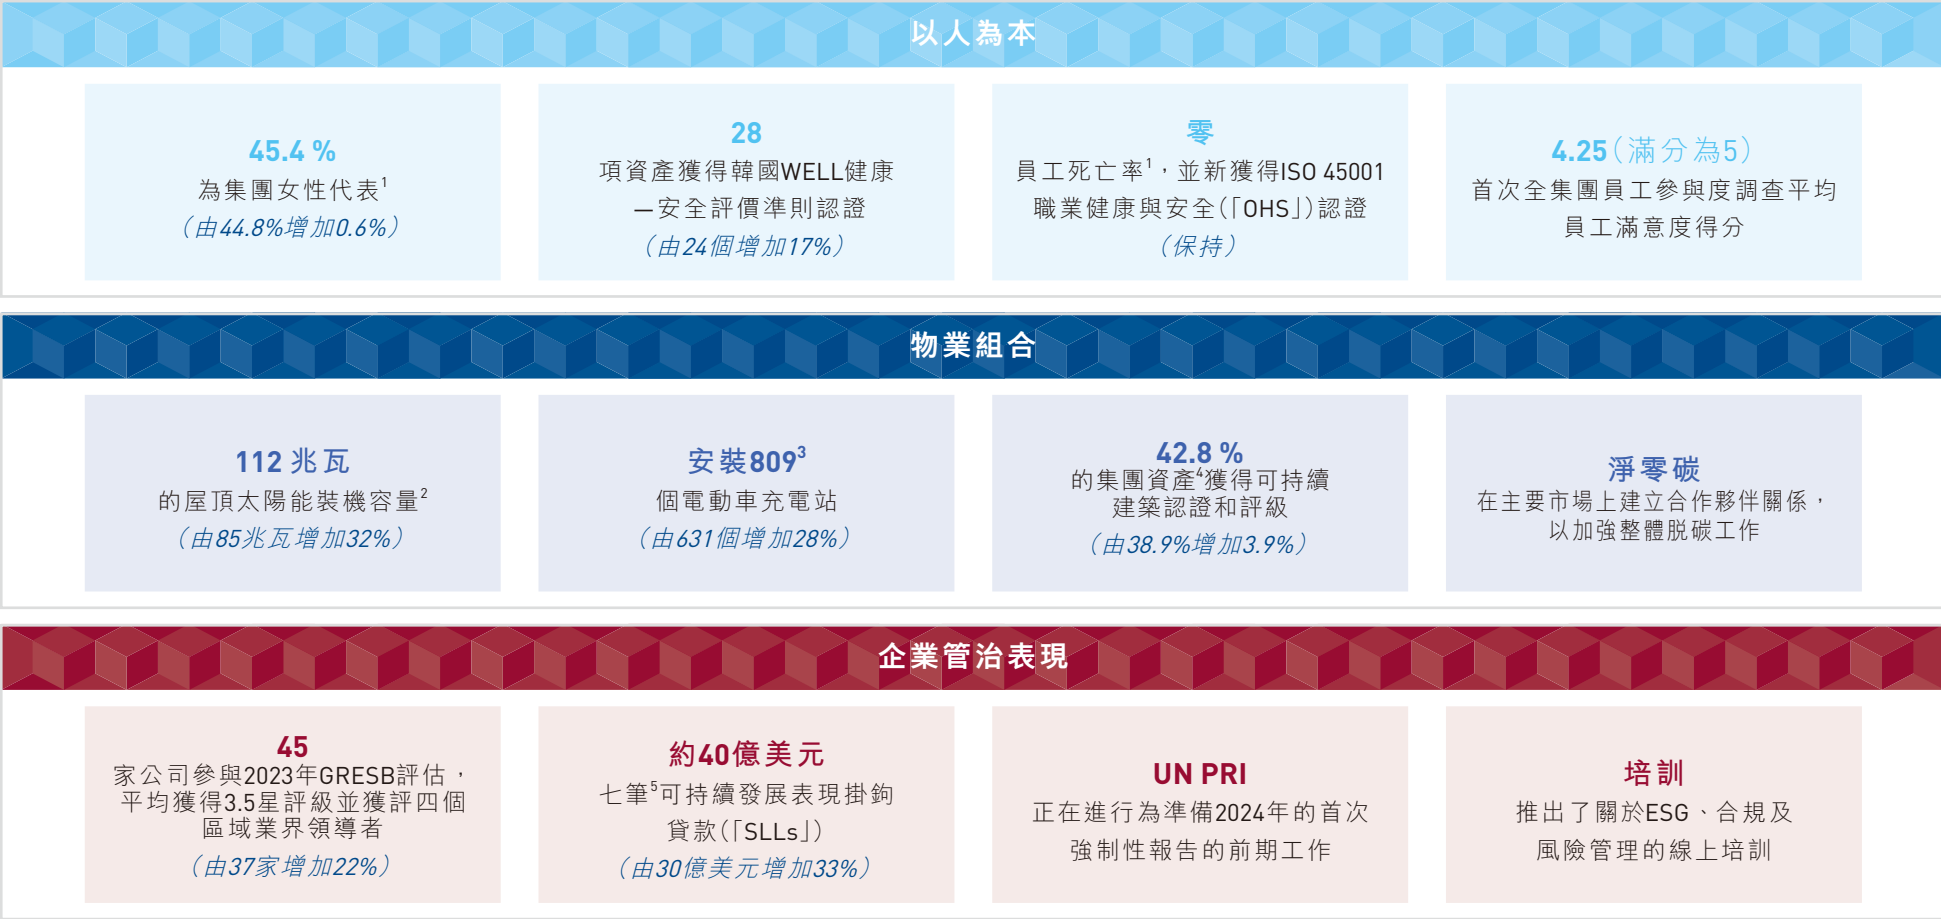 以人為本
45.4 %
為集團女性代表1
（由44.8%增加0.6%）
28
項資產獲得韓國WELL健康
—安全評價準則認證
（由24個增加17%）
零
員工死亡率1，並新獲得ISO 45001
職業健康與安全(「OHS」)認證
（保持）
4.25（滿分為5）
首次全集團員工參與度調查平均
員工滿意度得分
物業組合
112 兆瓦
的屋頂太陽能裝機容量2
（由85兆瓦增加32%）
安裝8093
個電動車充電站
（由631個增加28%）
42.8 %
的集團資產4獲得可持續
建築認證和評級
（由38.9%增加3.9%）
淨零碳
在主要市場上建立合作夥伴關係，
以加強整體脫碳工作
企業管治表現
45
家公司參與2023年GRESB評估，
平均獲得3.5星評級並獲評四個
區域業界領導者
（由37家增加22%）
約40億美元
七筆5可持續發展表現掛鉤
貸款(「SLLs」)
（由30億美元增加33%）
UN PRI
正在進行為準備2024年的首次
強制性報告的前期工作
培訓
推出了關於ESG、合規及
風險管理的線上培訓